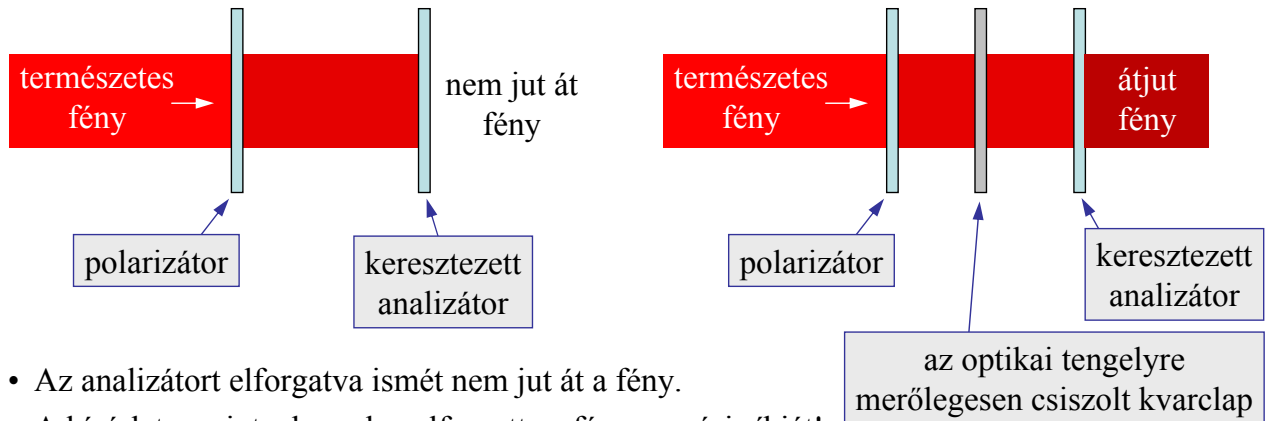 természetes
fény
nem jut át
fény
polarizátor
keresztezett
analizátor
természetes
fény
átjut
fény
polarizátor
keresztezett
analizátor
az optikai tengelyre
merőlegesen csiszolt kvarclap
• Az analizátort elforgatva ismét nem jut át a fény.